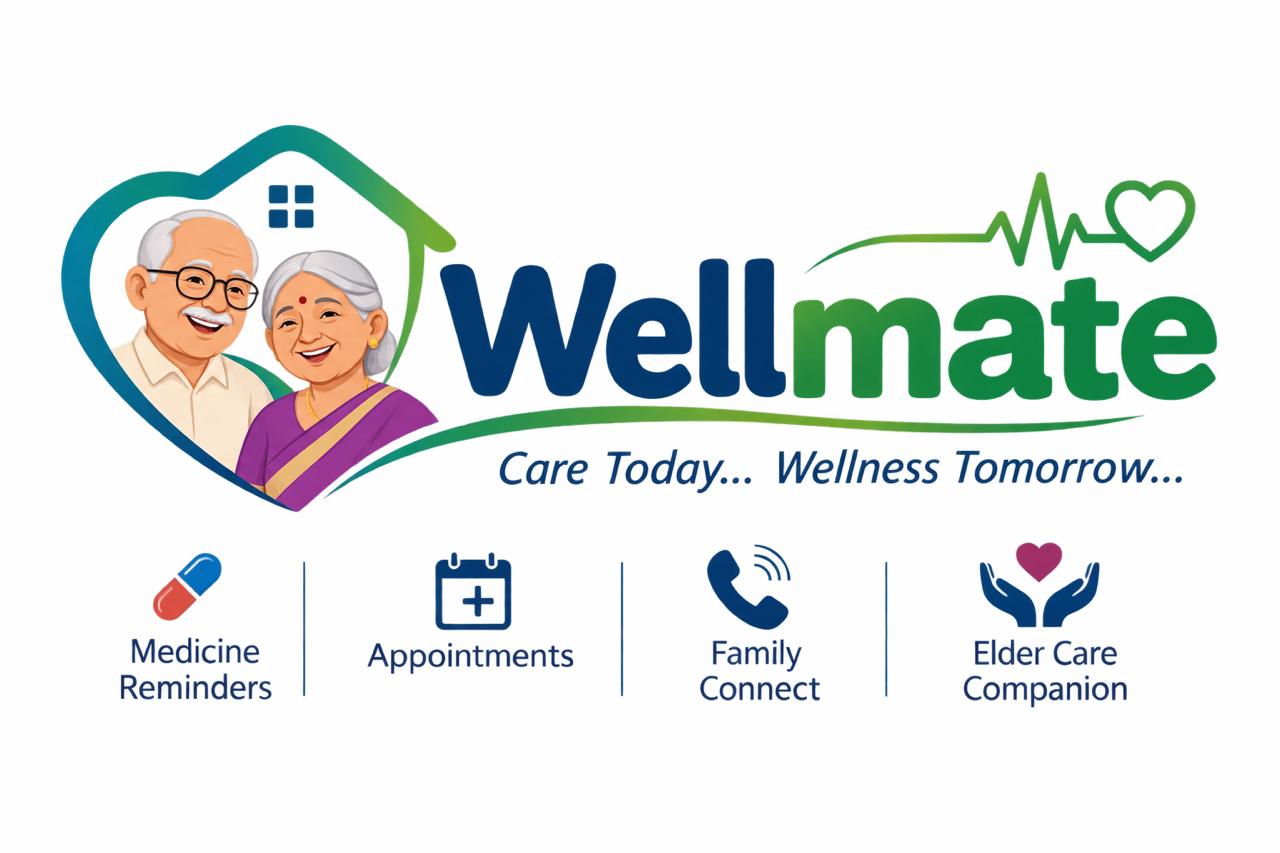 Wellmate
Care Today... Wellness Tomorrow...
Medicine
Reminders
Appointments
Family
Connect
Elder Care
Companion